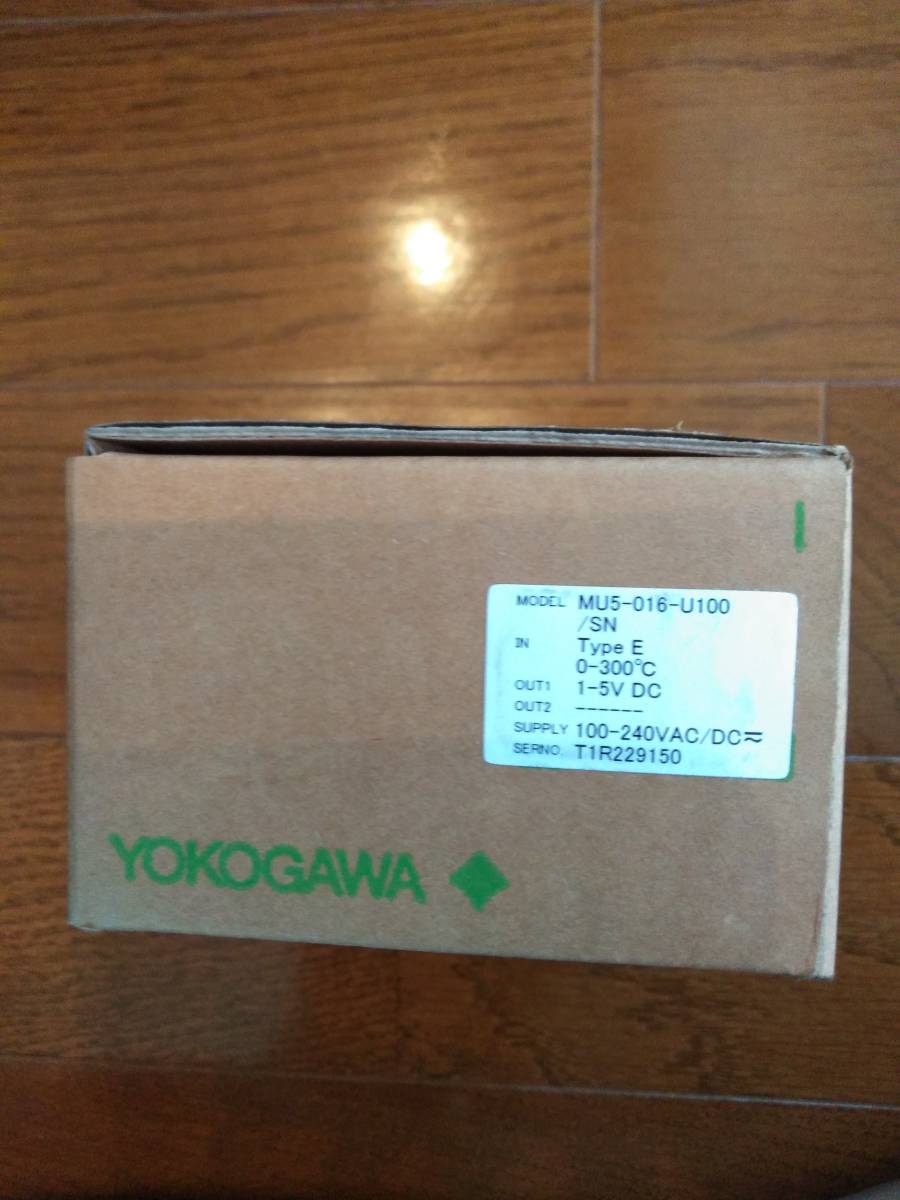 MODEL MU5-016-U100
/SN
IN Type E
0-300℃
OUT1 1-5V DC
OUT2 ------
SUPPLY 100-240VAC/DC≂
SERNO. T1R229150
YOKOGAWA